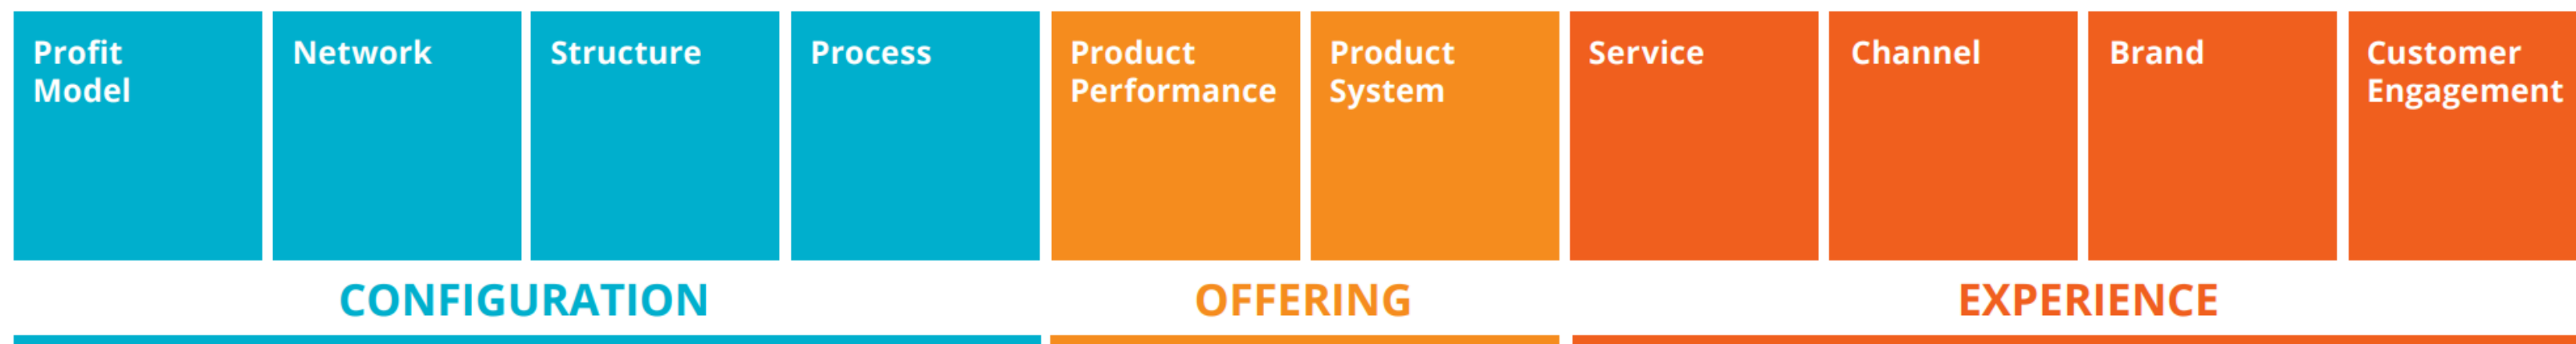 Profit
Model
Network
Structure
Process
Product
Performance
Product
System
Service
Channel
Brand
Customer
Engagement
CONFIGURATION
OFFERING
EXPERIENCE